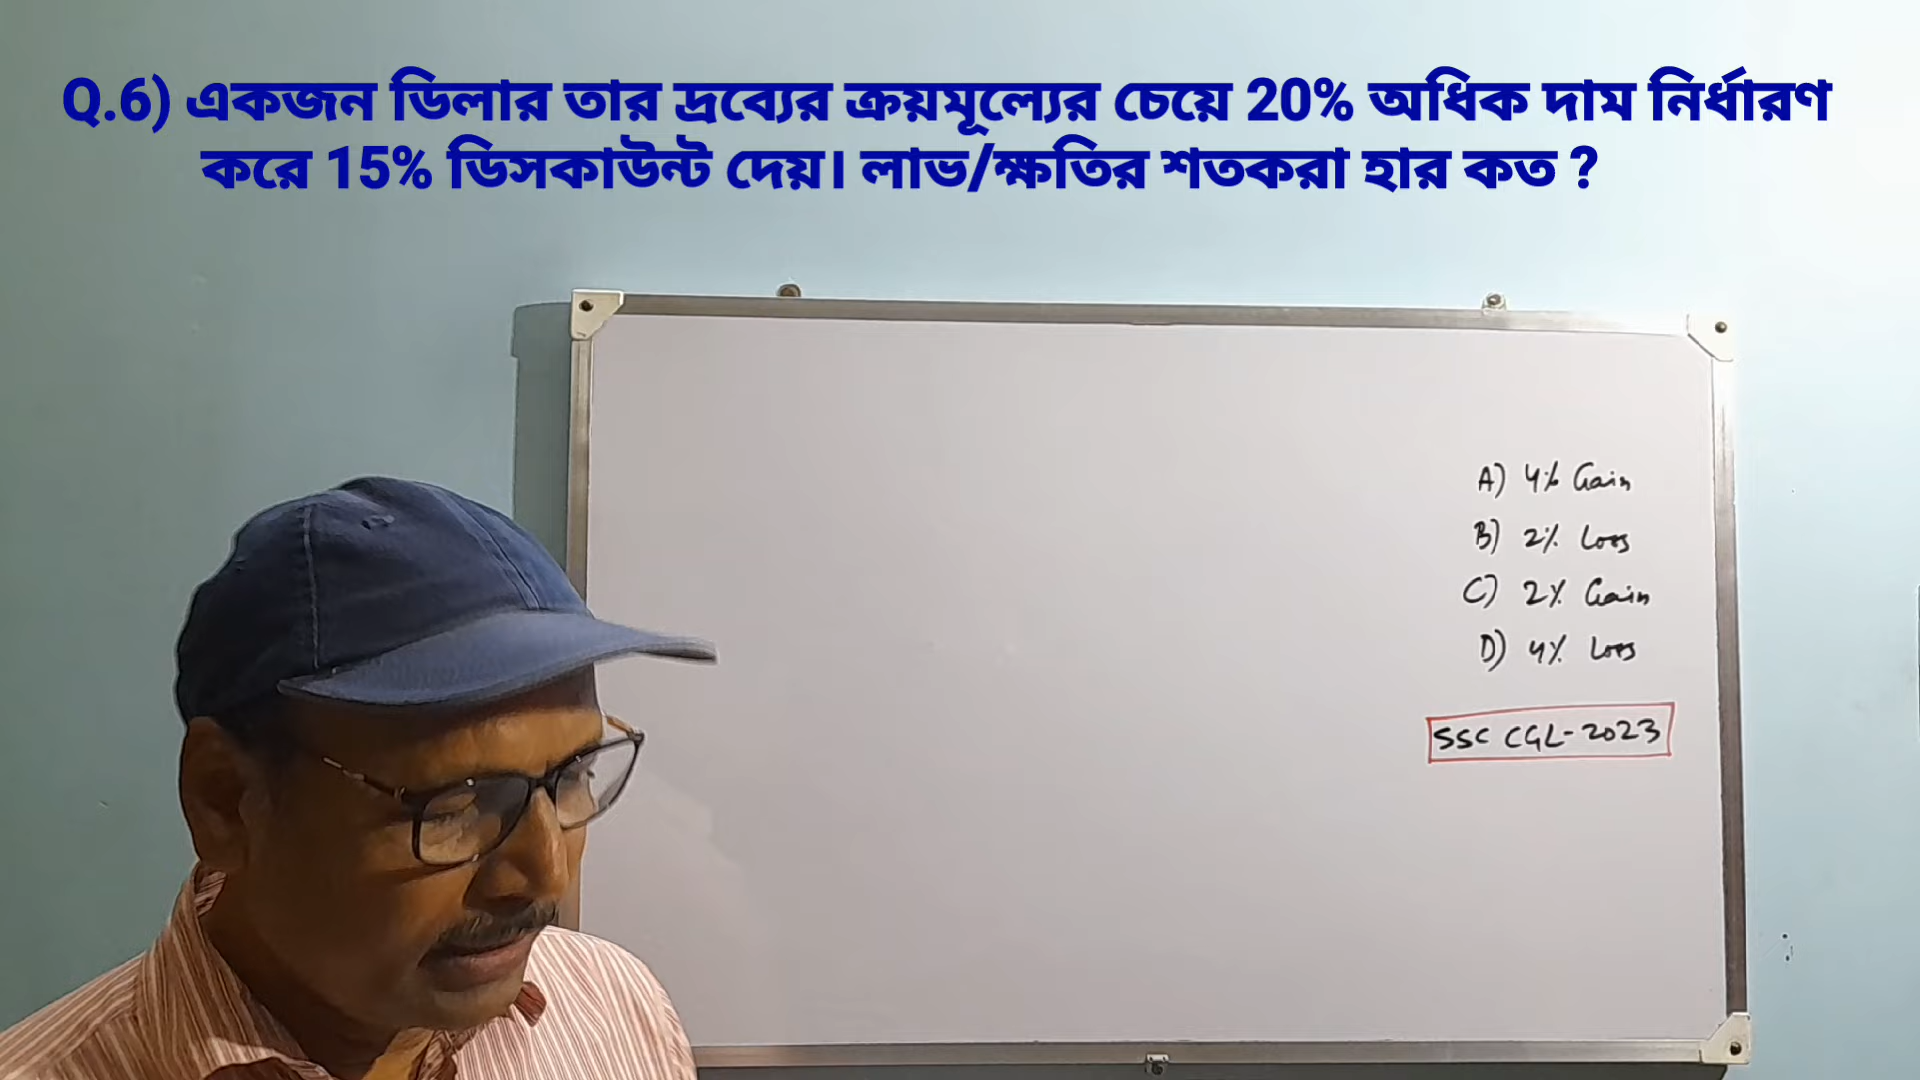 Q.6) একজন ডিলার তার দ্রব্যের ক্রয়মূল্যের চেয়ে 20% অধিক দাম নির্ধারণ
করে 15% ডিসকাউন্ট দেয়। লাভ/ক্ষতির শতকরা হার কত ?
A) 4% Gain
B) 2% Loss
C) 2% Gain
D) 4% Loss
SSC CGL-2023